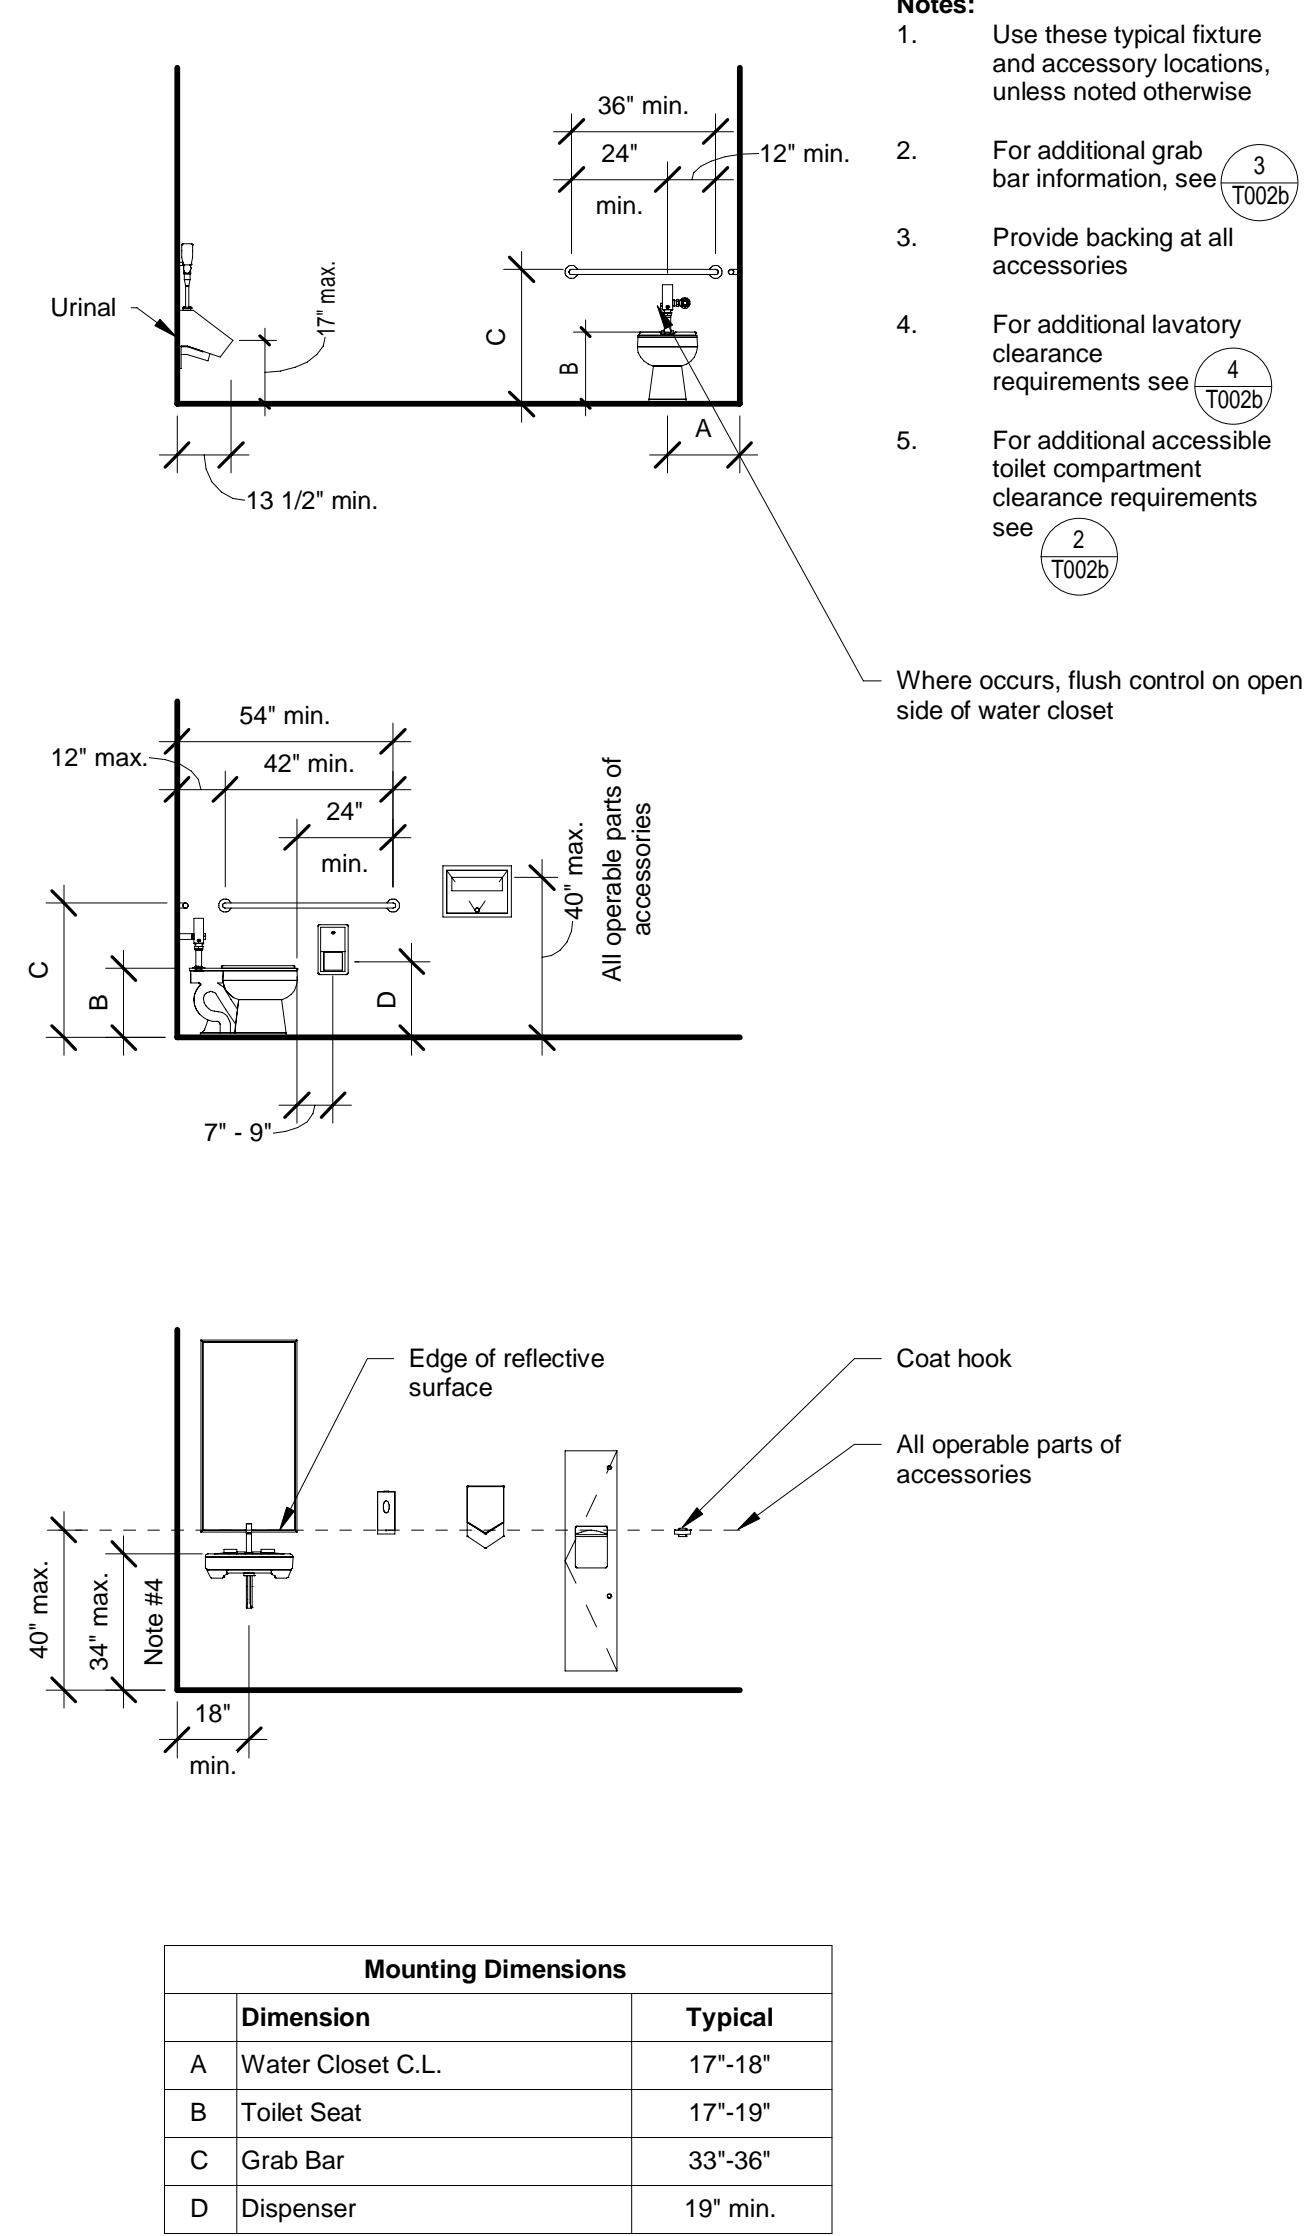 Notes:
1. Use these typical fixture
and accessory locations,
unless noted otherwise
2. For additional grab
bar information, see
3
T002b
3. Provide backing at all
accessories
4. For additional lavatory
clearance
requirements see
4
T002b
5. For additional accessible
toilet compartment
clearance requirements
see
2
T002b
36" min.
24"
min.
12" min.
Urinal
17" max.
C
B
A
13 1/2" min.
Where occurs, flush control on open
side of water closet
54" min.
12" max.
42" min.
24"
min.
40" max.
All operable parts of
accessories
C
B
D
7" - 9"
Edge of reflective
surface
Coat hook
All operable parts of
accessories
40" max.
34" max.
Note #4
18"
min.
Mounting Dimensions
Dimension Typical
A Water Closet C.L. 17"-18"
B Toilet Seat 17"-19"
C Grab Bar 33"-36"
D Dispenser 19" min.